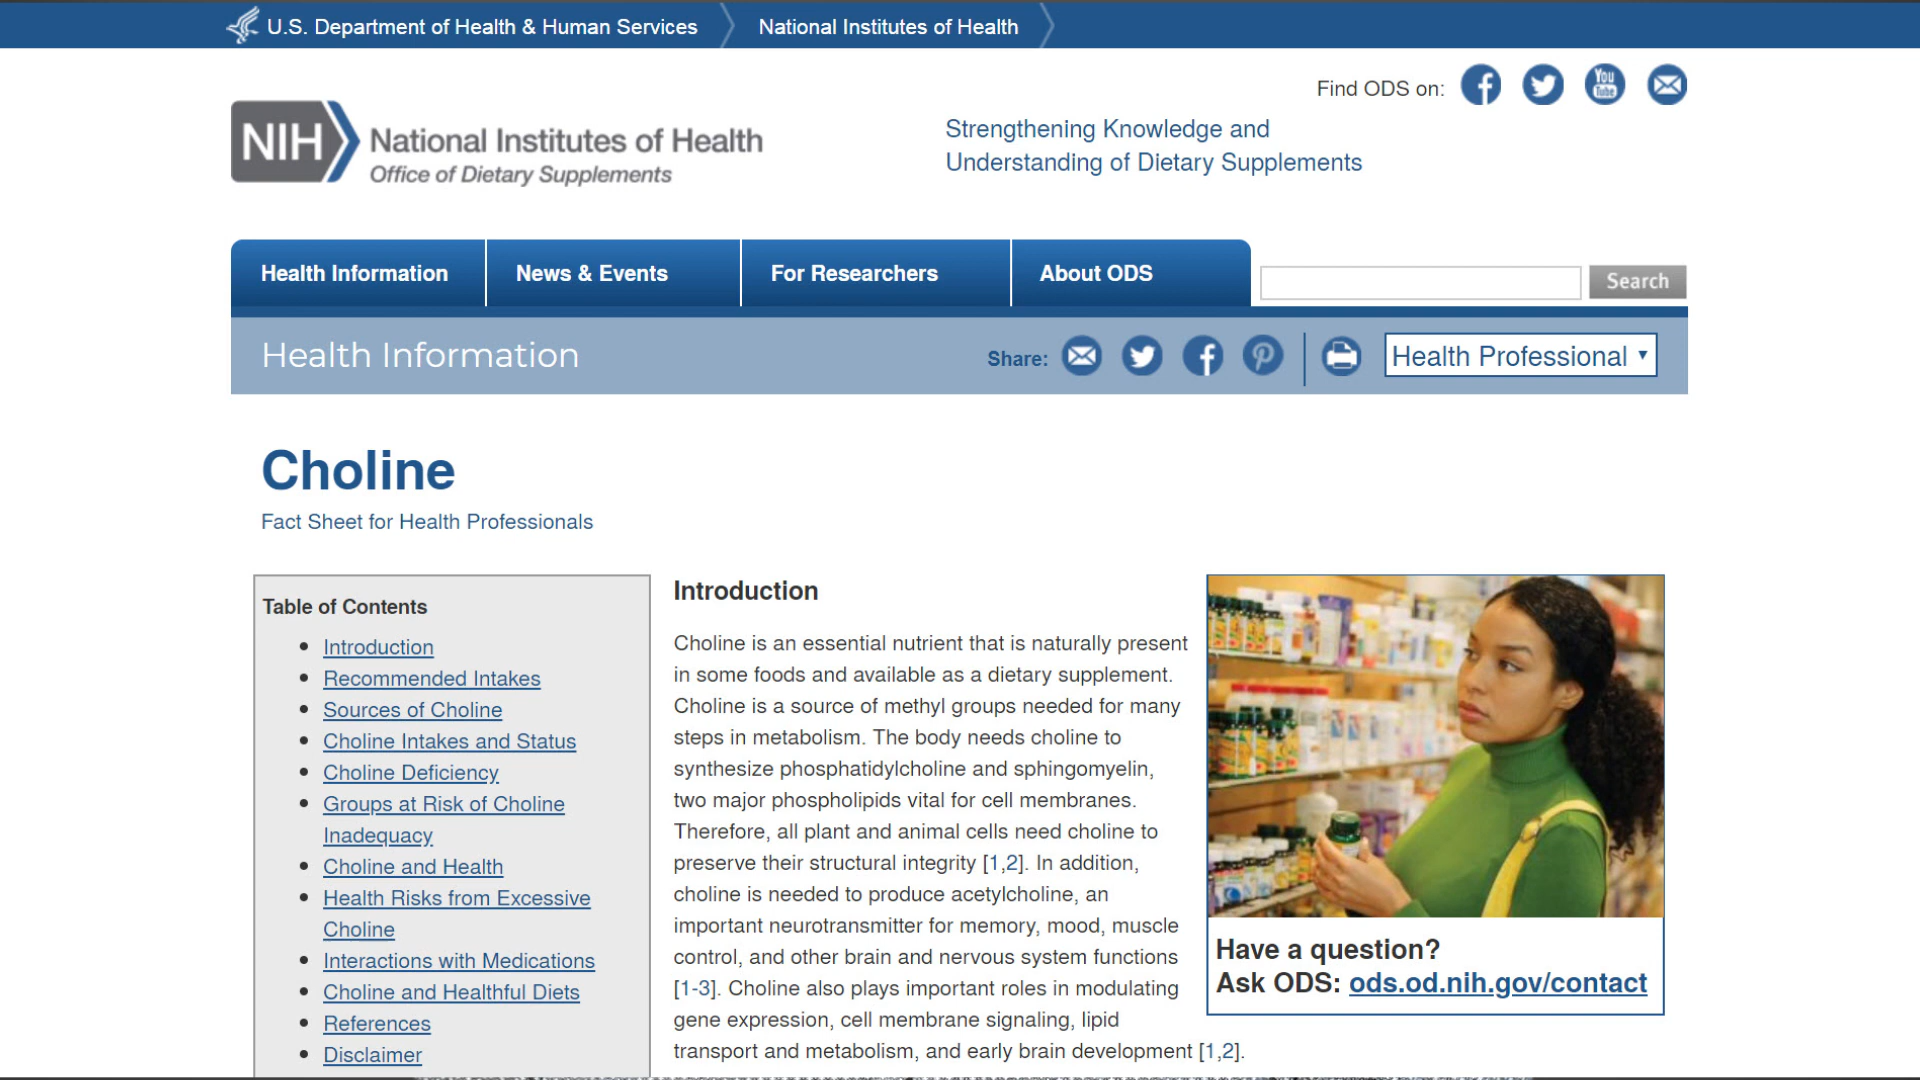 U.S. Department of Health & Human Services
National Institutes of Health
Find ODS on:
You
Tube
NIH
National Institutes of Health
Office of Dietary Supplements
Strengthening Knowledge and
Understanding of Dietary Supplements
Health Information
News & Events
For Researchers
About ODS
Search
Health Information
Share:
Health Professional
Choline
Fact Sheet for Health Professionals
Table of Contents
Introduction
Recommended Intakes
Sources of Choline
Choline Intakes and Status
Choline Deficiency
Groups at Risk of Choline
Inadequacy
Choline and Health
Health Risks from Excessive
Choline
Interactions with Medications
Choline and Healthful Diets
References
Disclaimer
Introduction
Choline is an essential nutrient that is naturally present
in some foods and available as a dietary supplement.
Choline is a source of methyl groups needed for many
steps in metabolism. The body needs choline to
synthesize phosphatidylcholine and sphingomyelin,
two major phospholipids vital for cell membranes.
Therefore, all plant and animal cells need choline to
preserve their structural integrity [1,2]. In addition,
choline is needed to produce acetylcholine, an
important neurotransmitter for memory, mood, muscle
control, and other brain and nervous system functions
[1-3]. Choline also plays important roles in modulating
gene expression, cell membrane signaling, lipid
transport and metabolism, and early brain development [1,2].
Have a question?
Ask ODS: ods.od.nih.gov/contact